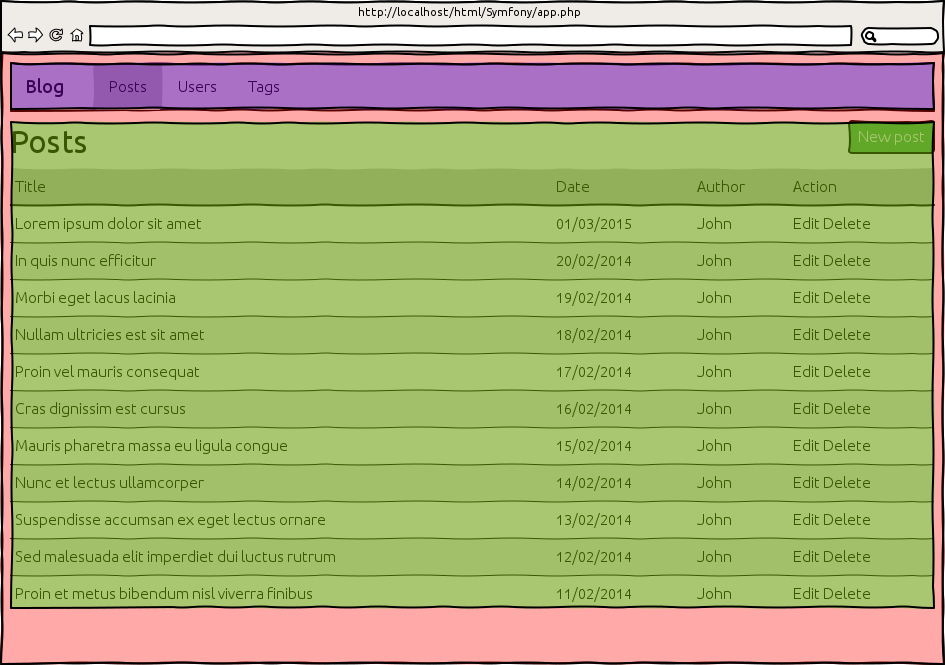 http://localhost/html/Symfony/app.php
Blog Posts Users Tags
Posts New post
Title Date Author Action
Lorem ipsum dolor sit amet 01/03/2015 John Edit Delete
In quis nunc efficitur 20/02/2014 John Edit Delete
Morbi eget lacus lacinia 19/02/2014 John Edit Delete
Nullam ultricies est sit amet 18/02/2014 John Edit Delete
Proin vel mauris consequat 17/02/2014 John Edit Delete
Cras dignissim est cursus 16/02/2014 John Edit Delete
Mauris pharetra massa eu ligula congue 15/02/2014 John Edit Delete
Nunc et lectus ullamcorper 14/02/2014 John Edit Delete
Suspendisse accumsan ex eget lectus ornare 13/02/2014 John Edit Delete
Sed malesuada elit imperdiet dui luctus rutrum 12/02/2014 John Edit Delete
Proin et metus bibendum nisl viverra finibus 11/02/2014 John Edit Delete